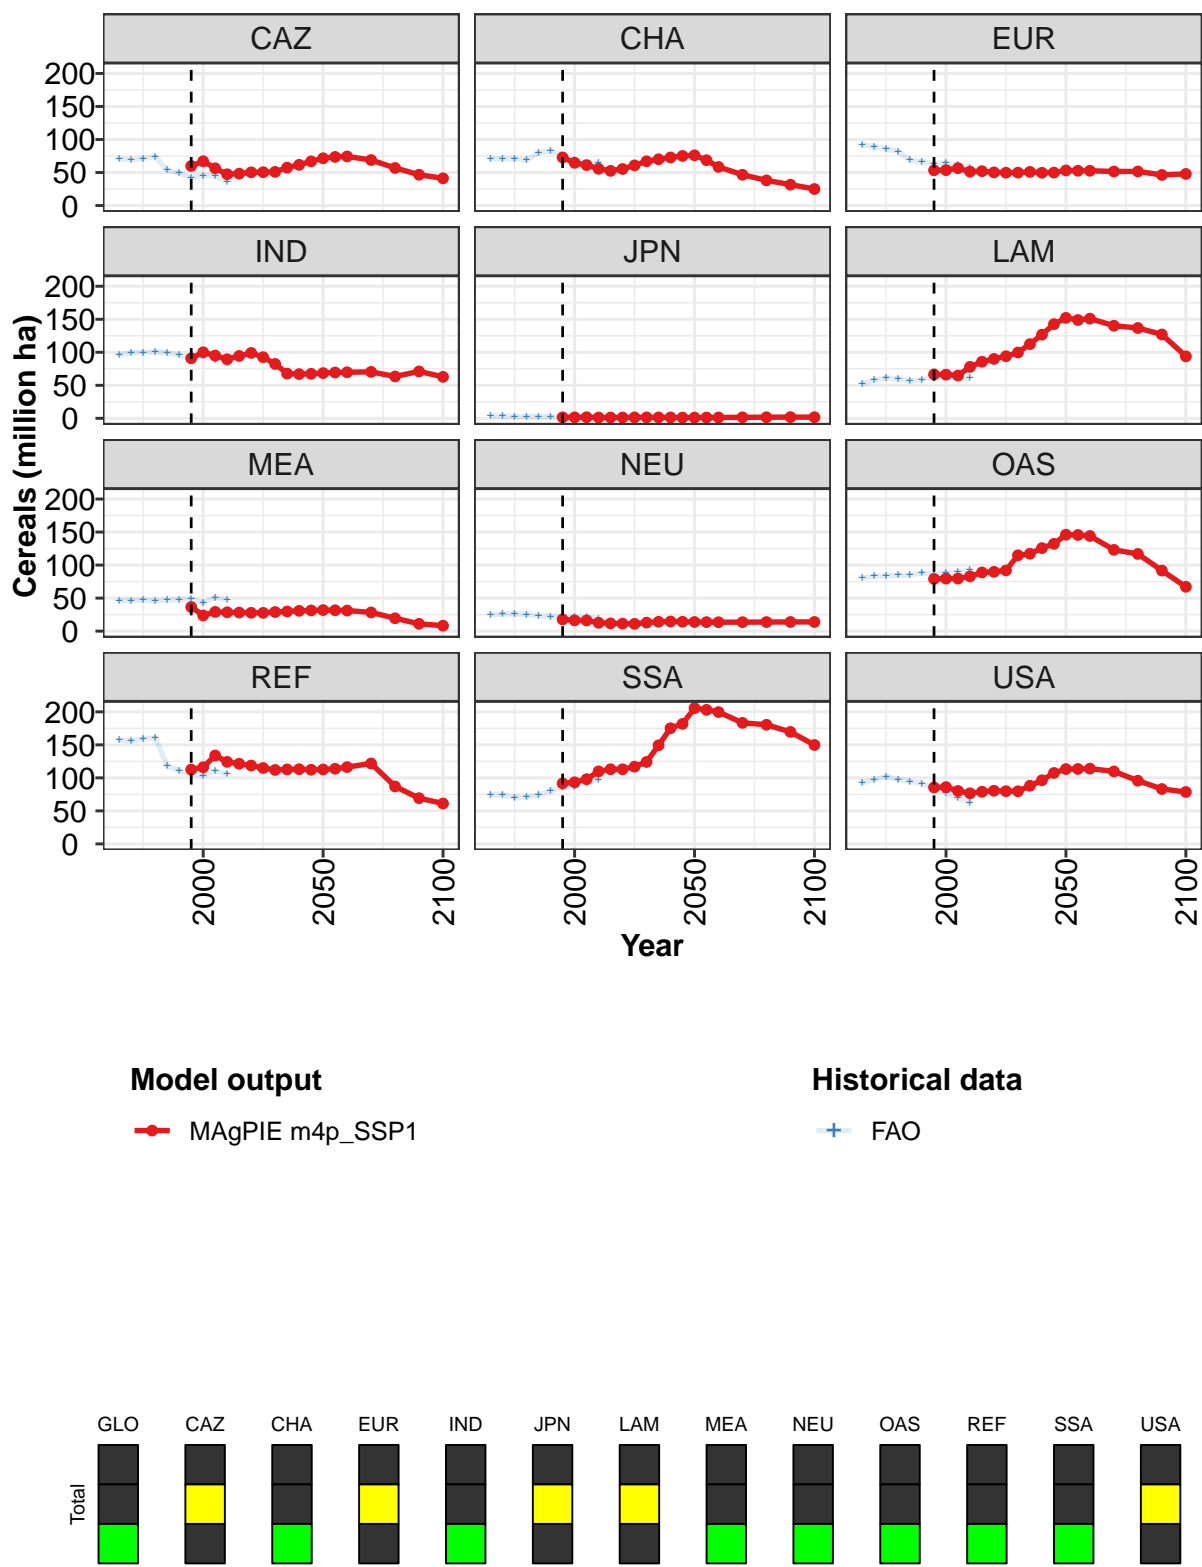 CAZ CHA EUR
200
150
100
50
0
IND JPN LAM
200
150
100
50
0
MEA NEU OAS
200
150
100
50
0
REF SSA USA
200
150
100
50
0
Cereals (million ha)
2000 2050 2100 2000 2050 2100 2000 2050 2100
Year
Model output Historical data
MAgPIE m4p_SSP1 FAO
GLO CAZ CHA EUR IND JPN LAM MEA NEU OAS REF SSA USA
Total